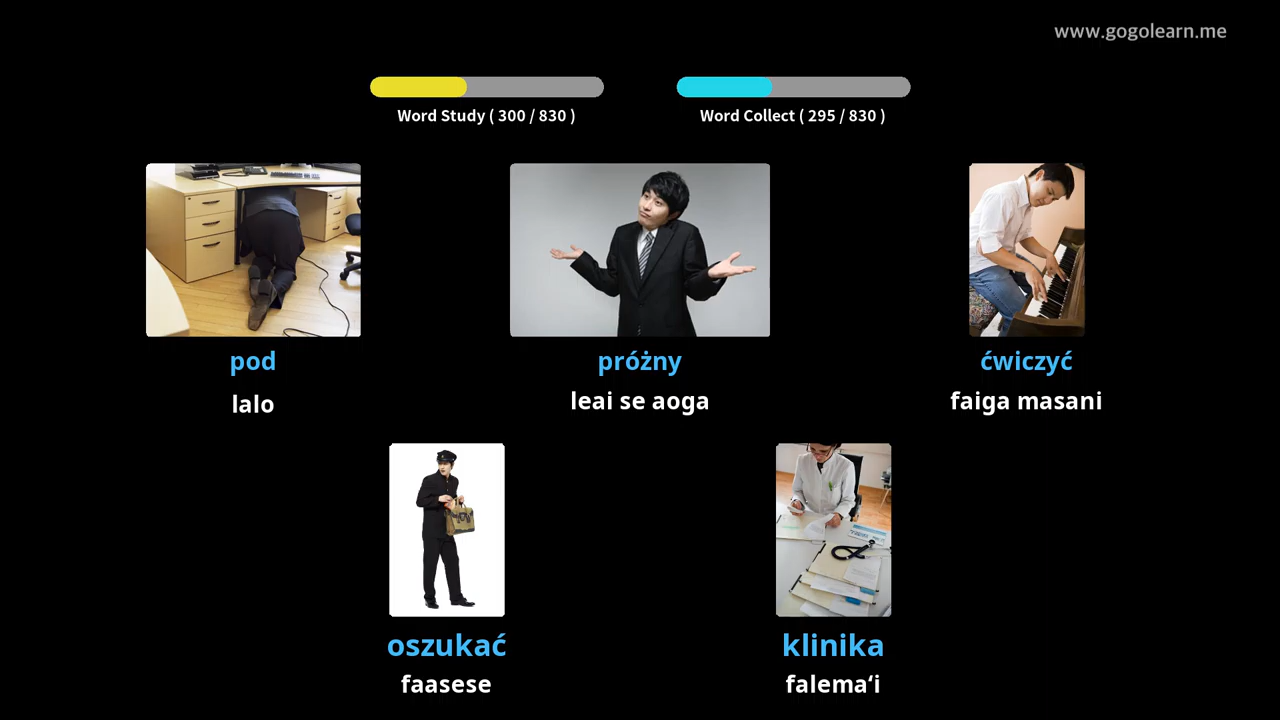 www.gogolearn.me
Word Study ( 300 / 830 )
Word Collect ( 295 / 830 )
pod
próżny
ćwiczyć
lalo
leai se aoga
faiga masani
oszukać
klinika
faasese
falemaʻi